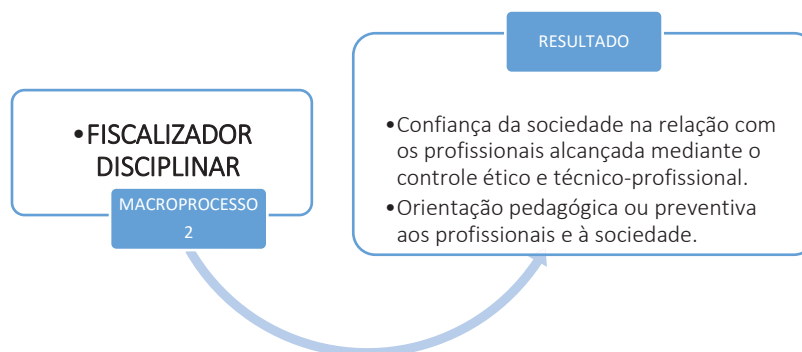 •FISCALIZADOR
DISCIPLINAR
MACROPROCESSO
2
RESULTADO
•Confiança da sociedade na relação com
os profissionais alcançada mediante o
controle ético e técnico-profissional.
•Orientação pedagógica ou preventiva
aos profissionais e à sociedade.